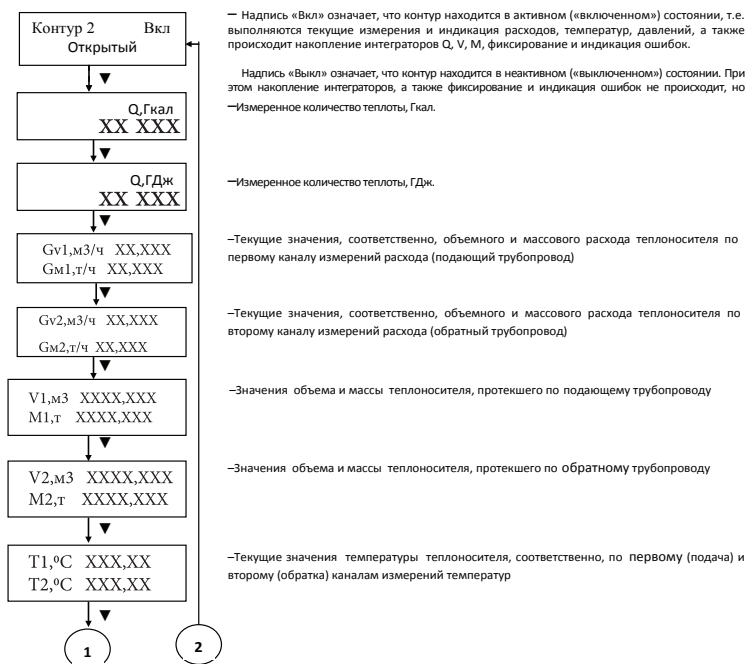 Контур 2 Вкл
Открытый
– Надпись «Вкл» означает, что контур находится в активном («включенном») состоянии, т.е.
выполняются текущие измерения и индикация расходов, температур, давлений, а также
происходит накопление интеграторов Q, V, M, фиксирование и индикация ошибок.
Надпись «Выкл» означает, что контур находится в неактивном («выключенном») состоянии. При
этом накопление интеграторов, а также фиксирование и индикация ошибок не происходит, но
▼
Q,Гкал
XX XXX
–Измеренное количество теплоты, Гкал.
▼
Q,ГДж
XX XXX
–Измеренное количество теплоты, ГДж.
▼
Gv1,м3/ч XX,XXX
Gм1,т/ч XX,XXX
–Текущие значения, соответственно, объемного и массового расхода теплоносителя по
первому каналу измерений расхода (подающий трубопровод)
▼
Gv2,м3/ч XX,XXX
Gм2,т/ч XX,XXX
–Текущие значения, соответственно, объемного и массового расхода теплоносителя по
второму каналу измерений расхода (обратный трубопровод)
▼
V1,м3 XXXX,XXX
M1,т XXXX,XXX
–Значения объема и массы теплоносителя, протекшего по подающему трубопроводу
▼
V2,м3 XXXX,XXX
M2,т XXXX,XXX
–Значения объема и массы теплоносителя, протекшего по обратному трубопроводу
▼
T1,⁰C XXX,XX
T2,⁰C XXX,XX
–Текущие значения температуры теплоносителя, соответственно, по первому (подача) и
второму (обратка) каналам измерений температур
▼
1 2